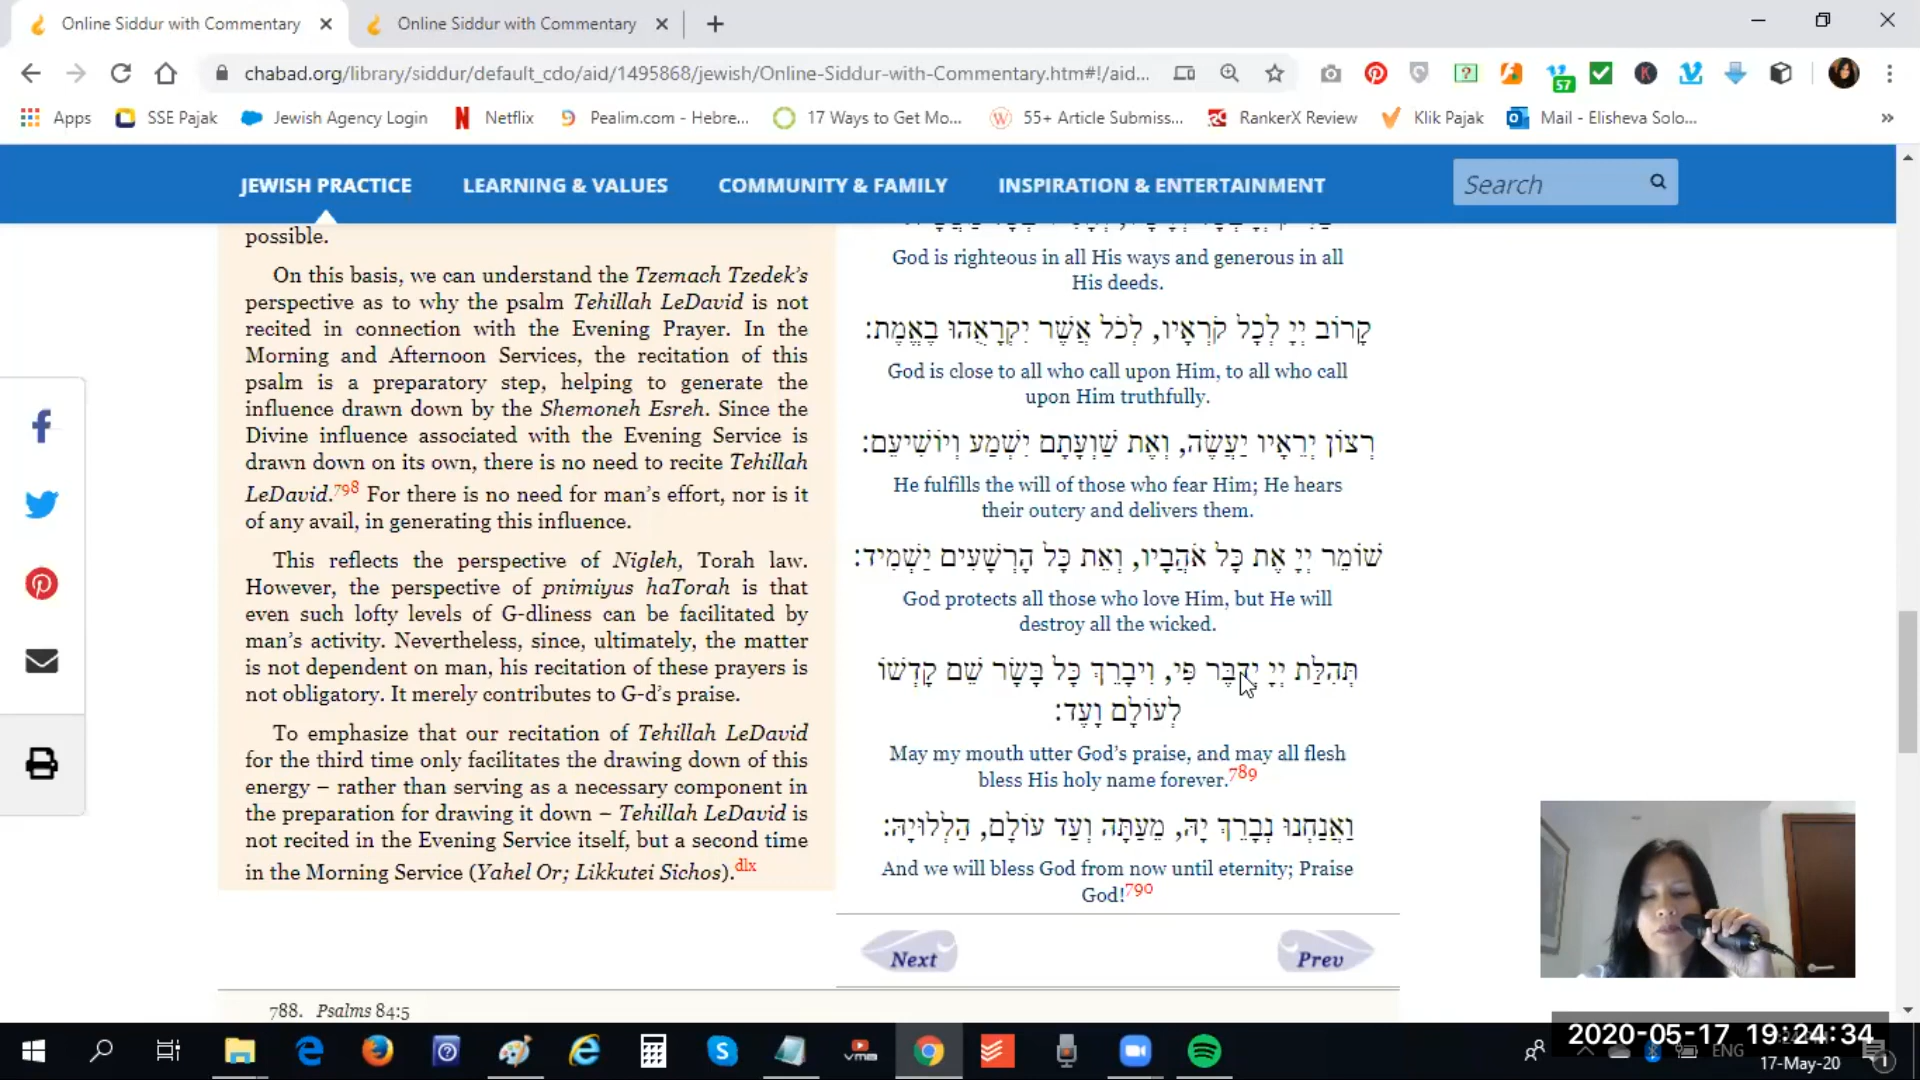 Online Siddur with Commentary
Online Siddur with Commentary
chabad.org/library/siddur/default_cdo/aid/1495868/jewish/Online-Siddur-with-Commentary.htm#!/aid...
57
Apps
SSE Pajak
Jewish Agency Login
Netflix
Pealim.com - Hebre...
17 Ways to Get Mo...
55+ Article Submiss...
RankerX Review
Klik Pajak
Mail - Elisheva Solo...
JEWISH PRACTICE
LEARNING & VALUES
COMMUNITY & FAMILY
INSPIRATION & ENTERTAINMENT
Search
possible.
On this basis, we can understand the Tzemach Tzedek's
perspective as to why the psalm Tehillah LeDavid is not
recited in connection with the Evening Prayer. In the
Morning and Afternoon Services, the recitation of this
psalm is a preparatory step, helping to generate the
influence drawn down by the Shemoneh Esreh. Since the
Divine influence associated with the Evening Service is
drawn down on its own, there is no need to recite Tehillah
LeDavid.798 For there is no need for man's effort, nor is it
of any avail, in generating this influence.
This reflects the perspective of Nigleh, Torah law.
However, the perspective of pnimiyus haTorah is that
even such lofty levels of G-dliness can be facilitated by
man's activity. Nevertheless, since, ultimately, the matter
is not dependent on man, his recitation of these prayers is
not obligatory. It merely contributes to G-d's praise.
To emphasize that our recitation of Tehillah LeDavid
for the third time only facilitates the drawing down of this
energy – rather than serving as a necessary component in
the preparation for drawing it down – Tehillah LeDavid is
not recited in the Evening Service itself, but a second time
in the Morning Service (Yahel Or; Likkutei Sichos).dlx
God is righteous in all His ways and generous in all
His deeds.
קָרוֹב יְיָ לְכָל קֹרְאָיו, לְכֹל אֲשֶׁר יִקְרָאֻהוּ בֶאֱמֶת:
God is close to all who call upon Him, to all who call
upon Him truthfully.
רְצוֹן יְרֵאָיו יַעֲשֶׂה, וְאֶת שַׁוְעָתָם יִשְׁמַע וְיוֹשִׁיעֵם:
He fulfills the will of those who fear Him; He hears
their outcry and delivers them.
שׁוֹמֵר יְיָ אֶת כָּל אֹהֲבָיו, וְאֵת כָּל הָרְשָׁעִים יַשְׁמִיד:
God protects all those who love Him, but He will
destroy all the wicked.
תְּהִלַּת יְיָ יְדַבֶּר פִּי, וִיבָרֵךְ כָּל בָּשָׂר שֵׁם קָדְשׁוֹ
לְעוֹלָם וָעֶד:
May my mouth utter God's praise, and may all flesh
bless His holy name forever.789
וַאֲנַחְנוּ נְבָרֵךְ יָהּ, מֵעַתָּה וְעַד עוֹלָם, הַלְלוּיָהּ:
And we will bless God from now until eternity; Praise
God!790
Next
Prev
788. Psalms 84:5
2020-05-17 19:24:34
ENG
17-May-20
1